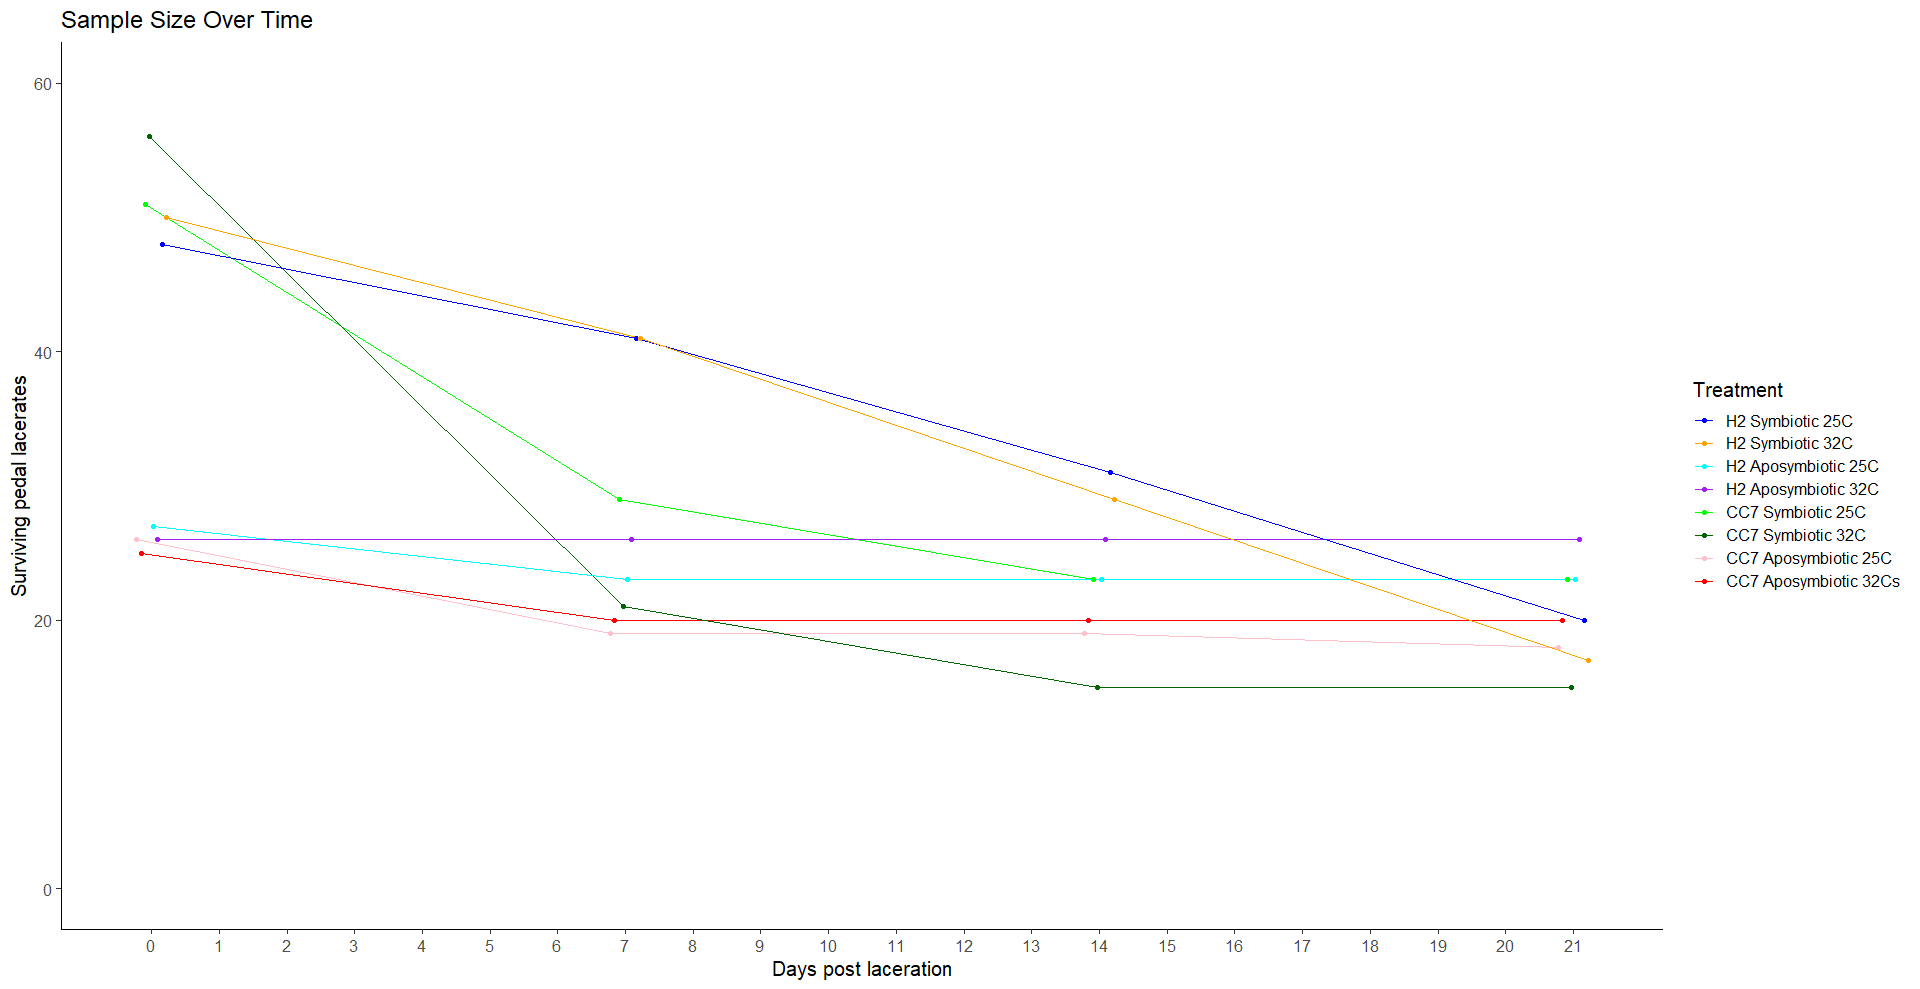 Sample Size Over Time
60
40
20
0
Surviving pedal lacerates
0 1 2 3 4 5 6 7 8 9 10 11 12 13 14 15 16 17 18 19 20 21
Days post laceration
Treatment
H2 Symbiotic 25C
H2 Symbiotic 32C
H2 Aposymbiotic 25C
H2 Aposymbiotic 32C
CC7 Symbiotic 25C
CC7 Symbiotic 32C
CC7 Aposymbiotic 25C
CC7 Aposymbiotic 32Cs